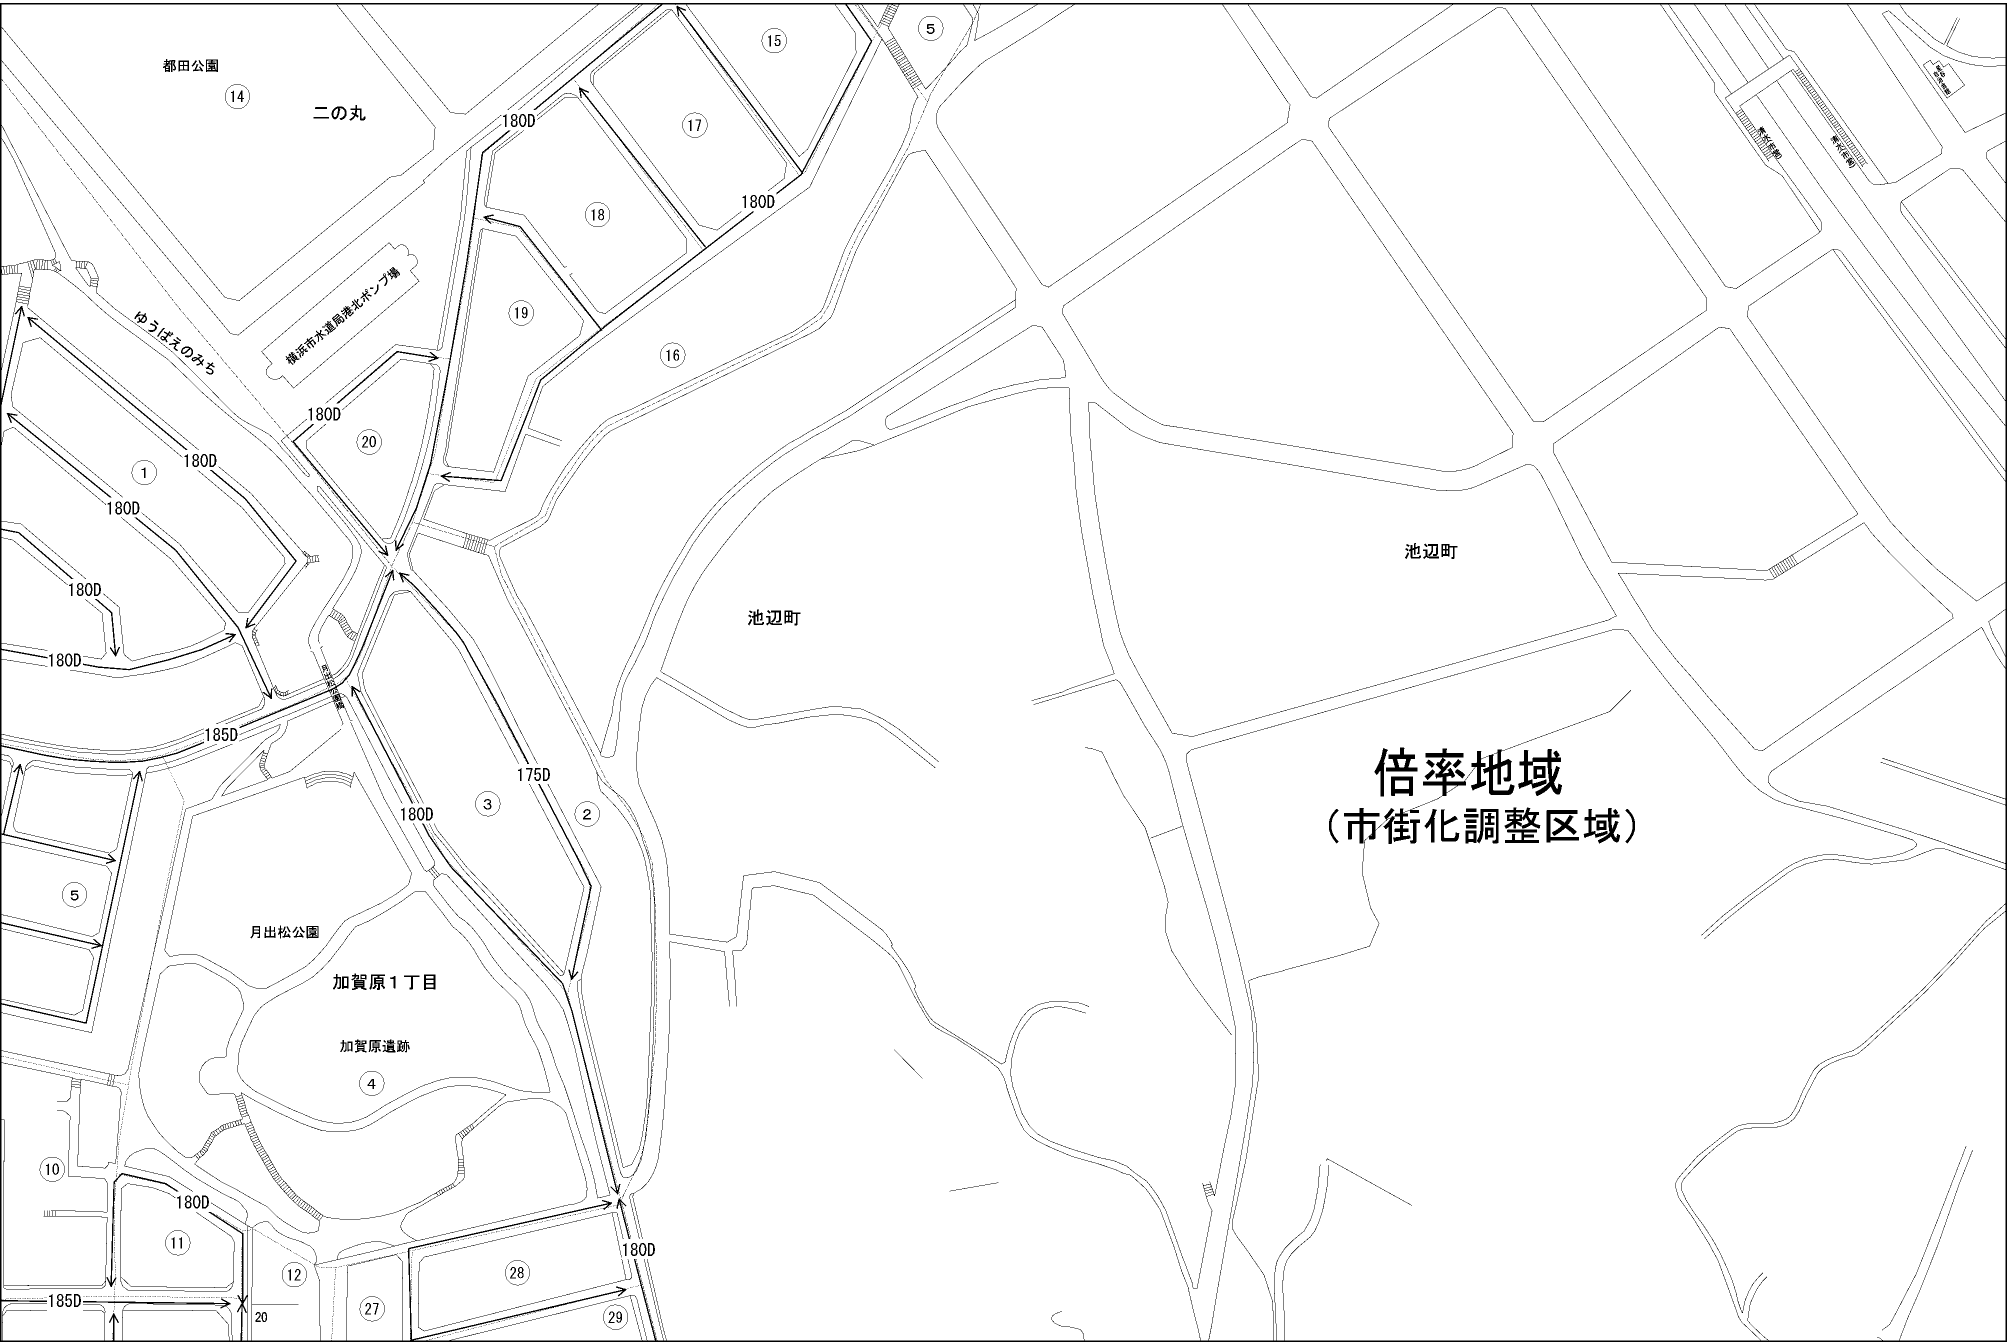 ⑤
⑮
都田公園
⑭
二の丸
180D
⑰
180D
⑱
横浜市水道局港北ポンプ場
⑲
ゆうばえのみち
⑯
180D
⑳
180D
①
180D
池辺町
180D
池辺町
180D
185D
175D
倍率地域
180D
③
②
（市街化調整区域）
⑤
月出松公園
加賀原１丁目
加賀原遺跡
④
⑩
180D
⑪
180D
⑫
㉘
185D
20
㉗
㉙